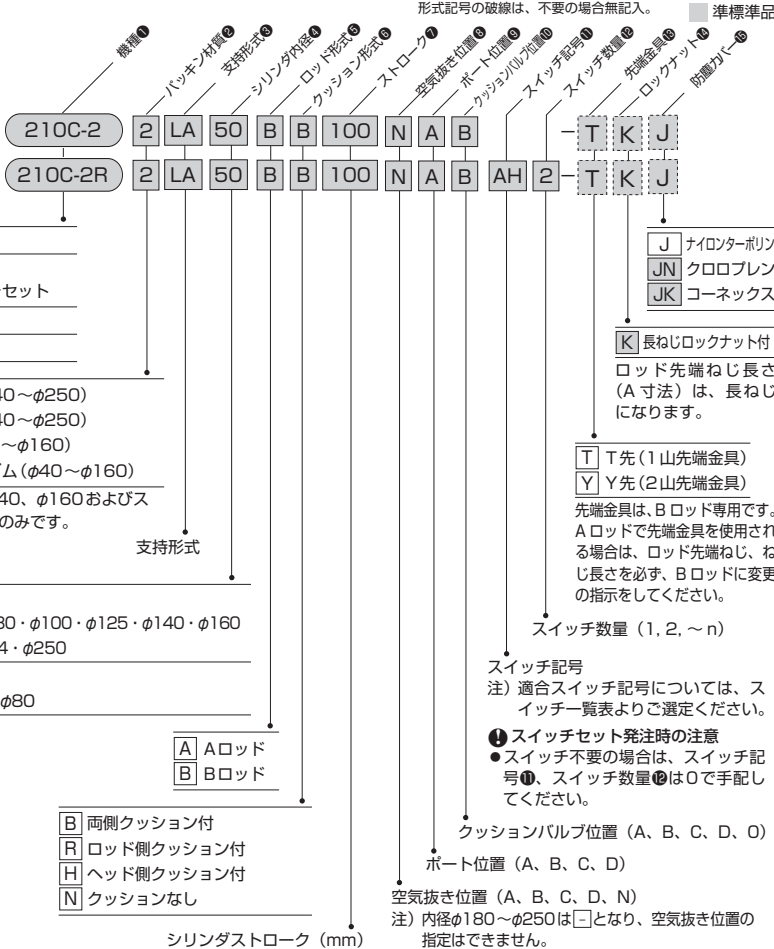 形式記号の破線は、不要の場合無記入。
準標準品
機種❶
パッキン材質❷
支持形式❸
シリンダ内径❹
ロッド形式❺
クッション形式❻
ストローク❼
空気抜き位置❽
ポート位置❾
クッションバルブ位置❿
スイッチ記号⓫
スイッチ数量⓬
先端金具⓭
ロックナット⓮
防塵カバー⓯
210C-2 2 LA 50 B B 100 N A B -T K J
210C-2R 2 LA 50 B B 100 N A B AH 2-T K J
セット
40～φ250)
40～φ250)
～φ160)
ム(φ40～φ160)
40、φ160およびス
のみです。
支持形式
80・φ100・φ125・φ140・φ160
4・φ250
φ80
A Aロッド
B Bロッド
B 両側クッション付
R ロッド側クッション付
H ヘッド側クッション付
N クッションなし
シリンダストローク（mm）
J ナイロンターポリン
JN クロロプレン
JK コーネックス
K 長ねじロックナット付
ロッド先端ねじ長さ
(A寸法）は、長ねじ
になります。
T T先(1山先端金具)
Y Y先(2山先端金具)
先端金具は、Bロッド専用です。
Aロッドで先端金具を使用され
る場合は、ロッド先端ねじ、ね
じ長さを必ず、Bロッドに変更
の指示をしてください。
スイッチ数量（1, 2, ～ n）
スイッチ記号
注）適合スイッチ記号については、ス
イッチ一覧表よりご選定ください。
スイッチセット発注時の注意
●スイッチ不要の場合は、スイッチ記
号⓫、スイッチ数量⓬は0で手配し
てください。
クッションバルブ位置（A、B、C、D、0）
ポート位置（A、B、C、D）
空気抜き位置（A、B、C、D、N）
注）内径φ180～φ250は-となり、空気抜き位置の
指定はできません。